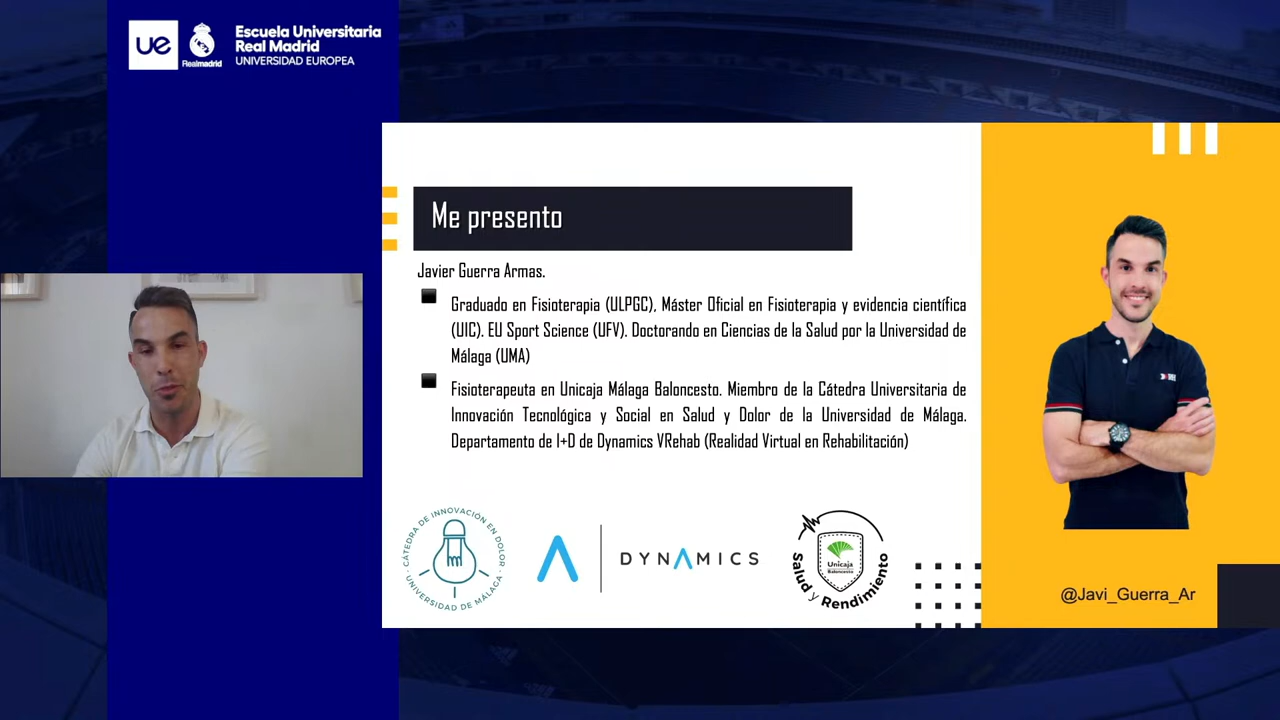 ue
Realmadrid
Escuela Universitaria
Real Madrid
UNIVERSIDAD EUROPEA
Me presento
Javier Guerra Armas.
Graduado en Fisioterapia (ULPGC), Máster Oficial en Fisioterapia y evidencia científica
(UIC). EU Sport Science (UFV). Doctorando en Ciencias de la Salud por la Universidad de
Málaga (UMA)
Fisioterapeuta en Unicaja Málaga Baloncesto. Miembro de la Cátedra Universitaria de
Innovación Tecnológica y Social en Salud y Dolor de la Universidad de Málaga.
Departamento de I+D de Dynamics VRehab (Realidad Virtual en Rehabilitación)
· CÁTEDRA DE INNOVACIÓN EN DOLOR ·
UNIVERSIDAD DE MÁLAGA
DYNAMICS
Unicaja
Baloncesto
Salud y Rendimiento
@Javi_Guerra_Ar